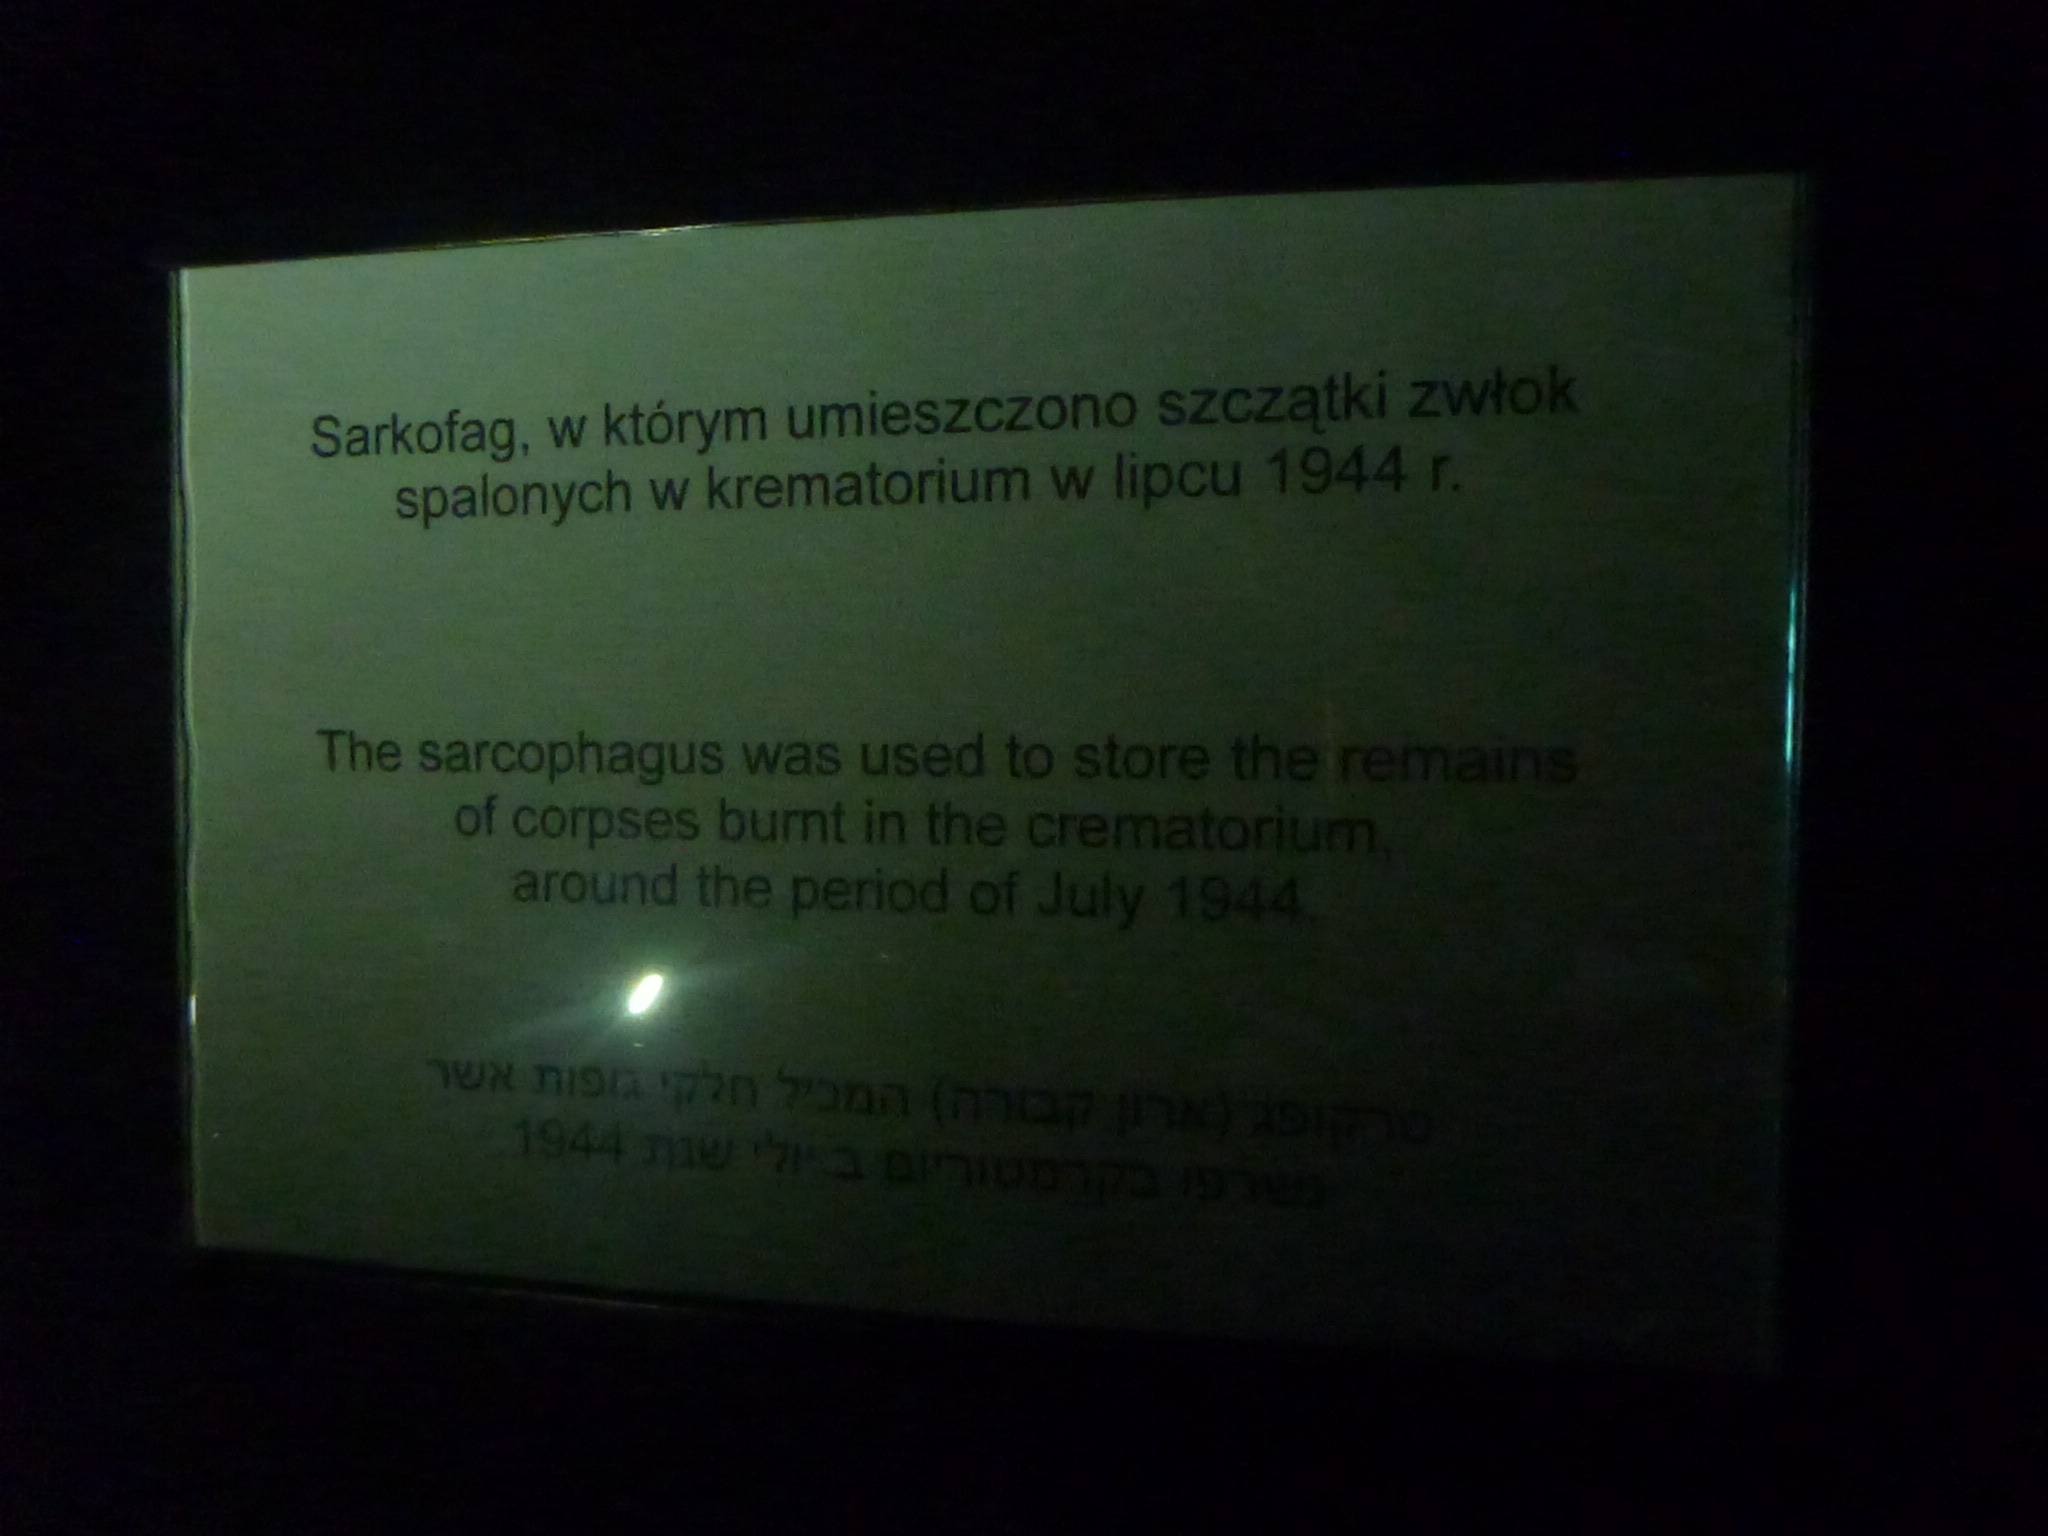 Sarkofag, w którym umieszczono szczątki zwłok
spalonych w krematorium w lipcu 1944 r.
The sarcophagus was used to store the remains
of corpses burnt in the crematorium,
around the period of July 1944.
סרקופג (ארון קבורה) המכיל חלקי גופות אשר
נשרפו בקרמטוריום ב יולי שנת 1944